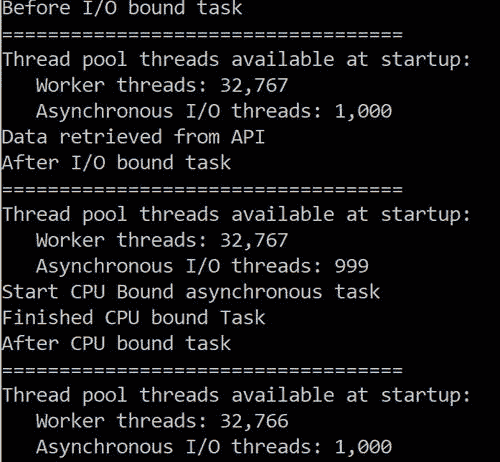 Before I/O bound task
===================================
Thread pool threads available at startup:
   Worker threads: 32,767
   Asynchronous I/O threads: 1,000
Data retrieved from API
After I/O bound task
===================================
Thread pool threads available at startup:
   Worker threads: 32,767
   Asynchronous I/O threads: 999
Start CPU Bound asynchronous task
Finished CPU bound Task
After CPU bound task
===================================
Thread pool threads available at startup:
   Worker threads: 32,766
   Asynchronous I/O threads: 1,000